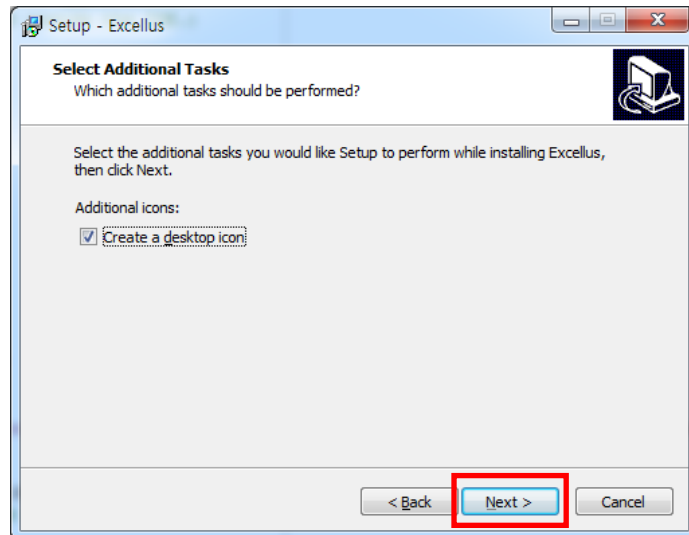 Setup - Excellus
Select Additional Tasks
Which additional tasks should be performed?
Select the additional tasks you would like Setup to perform while installing Excellus,
then click Next.
Additional icons:
Create a desktop icon
< Back Next > Cancel